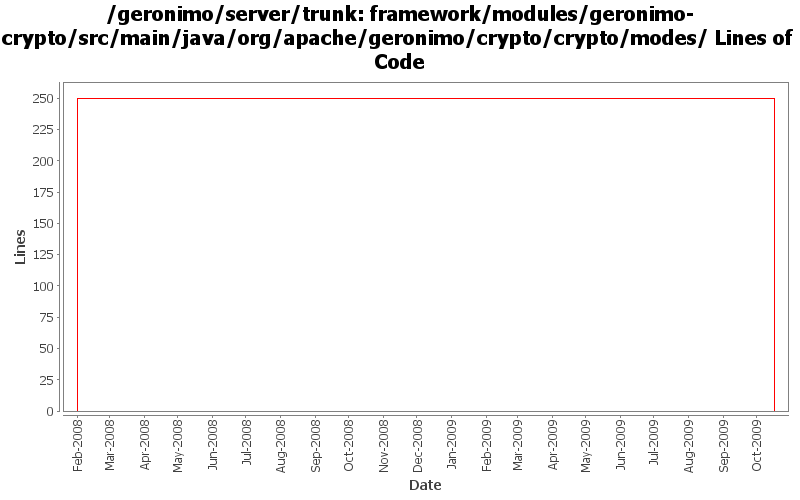 /geronimo/server/trunk: framework/modules/geronimo-
crypto/src/main/java/org/apache/geronimo/crypto/crypto/modes/ Lines of
Code
250
225
200
175
150
125
100
75
50
25
0
Lines
Feb-2008
Mar-2008
Apr-2008
May-2008
Jun-2008
Jul-2008
Aug-2008
Sep-2008
Oct-2008
Nov-2008
Dec-2008
Jan-2009
Feb-2009
Mar-2009
Apr-2009
May-2009
Jun-2009
Jul-2009
Aug-2009
Sep-2009
Oct-2009
Date